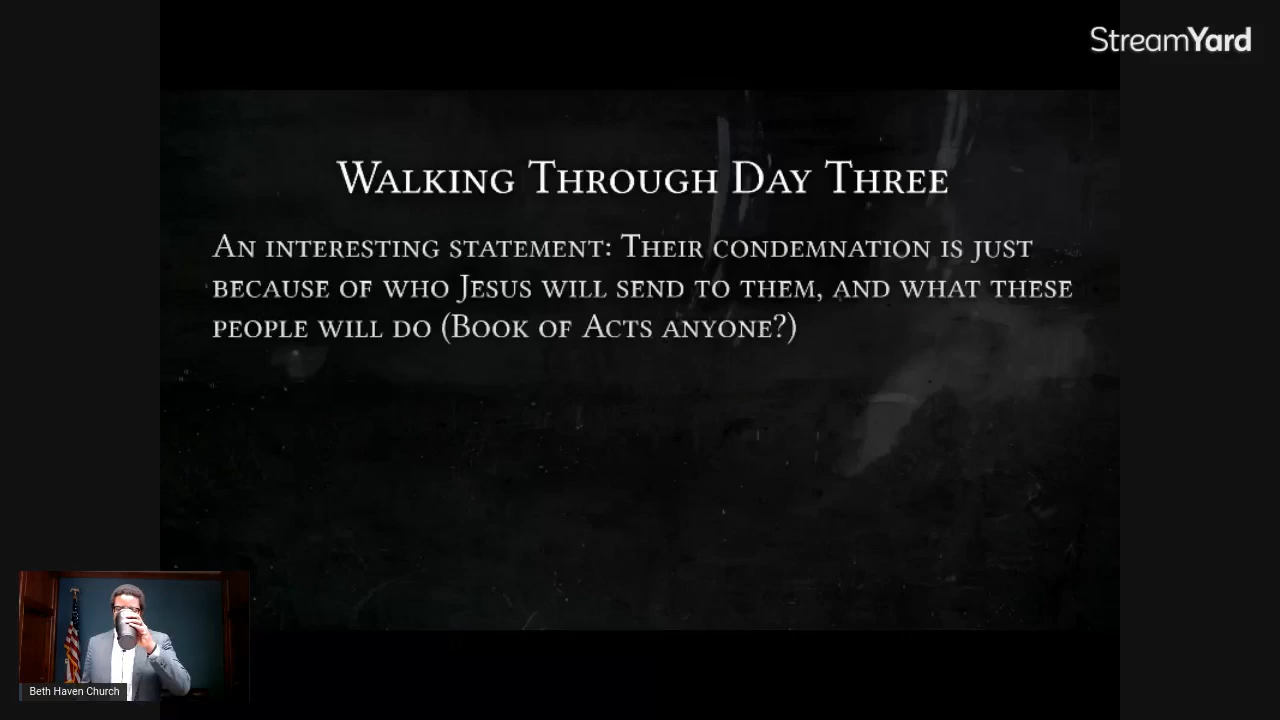 StreamYard
Walking Through Day Three
An interesting statement: Their condemnation is just
because of who Jesus will send to them, and what these
people will do (Book of Acts anyone?)
Beth Haven Church